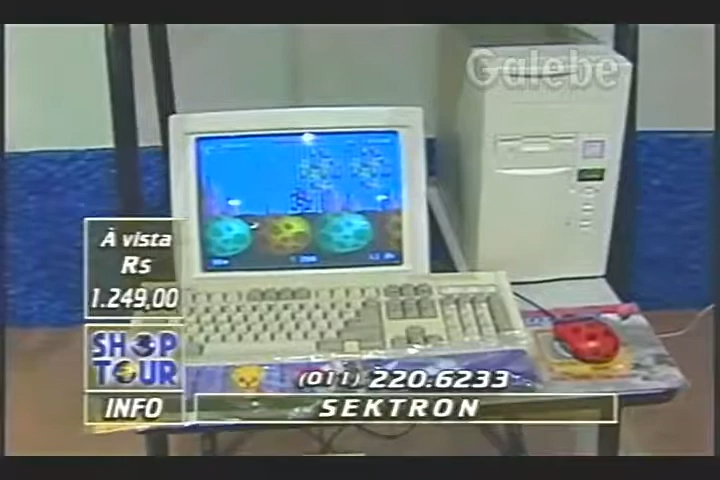 Galebe
À vista
Rs
1.249,00
SHOP
TOUR
INFO
(011) 220.6233
SEKTRON